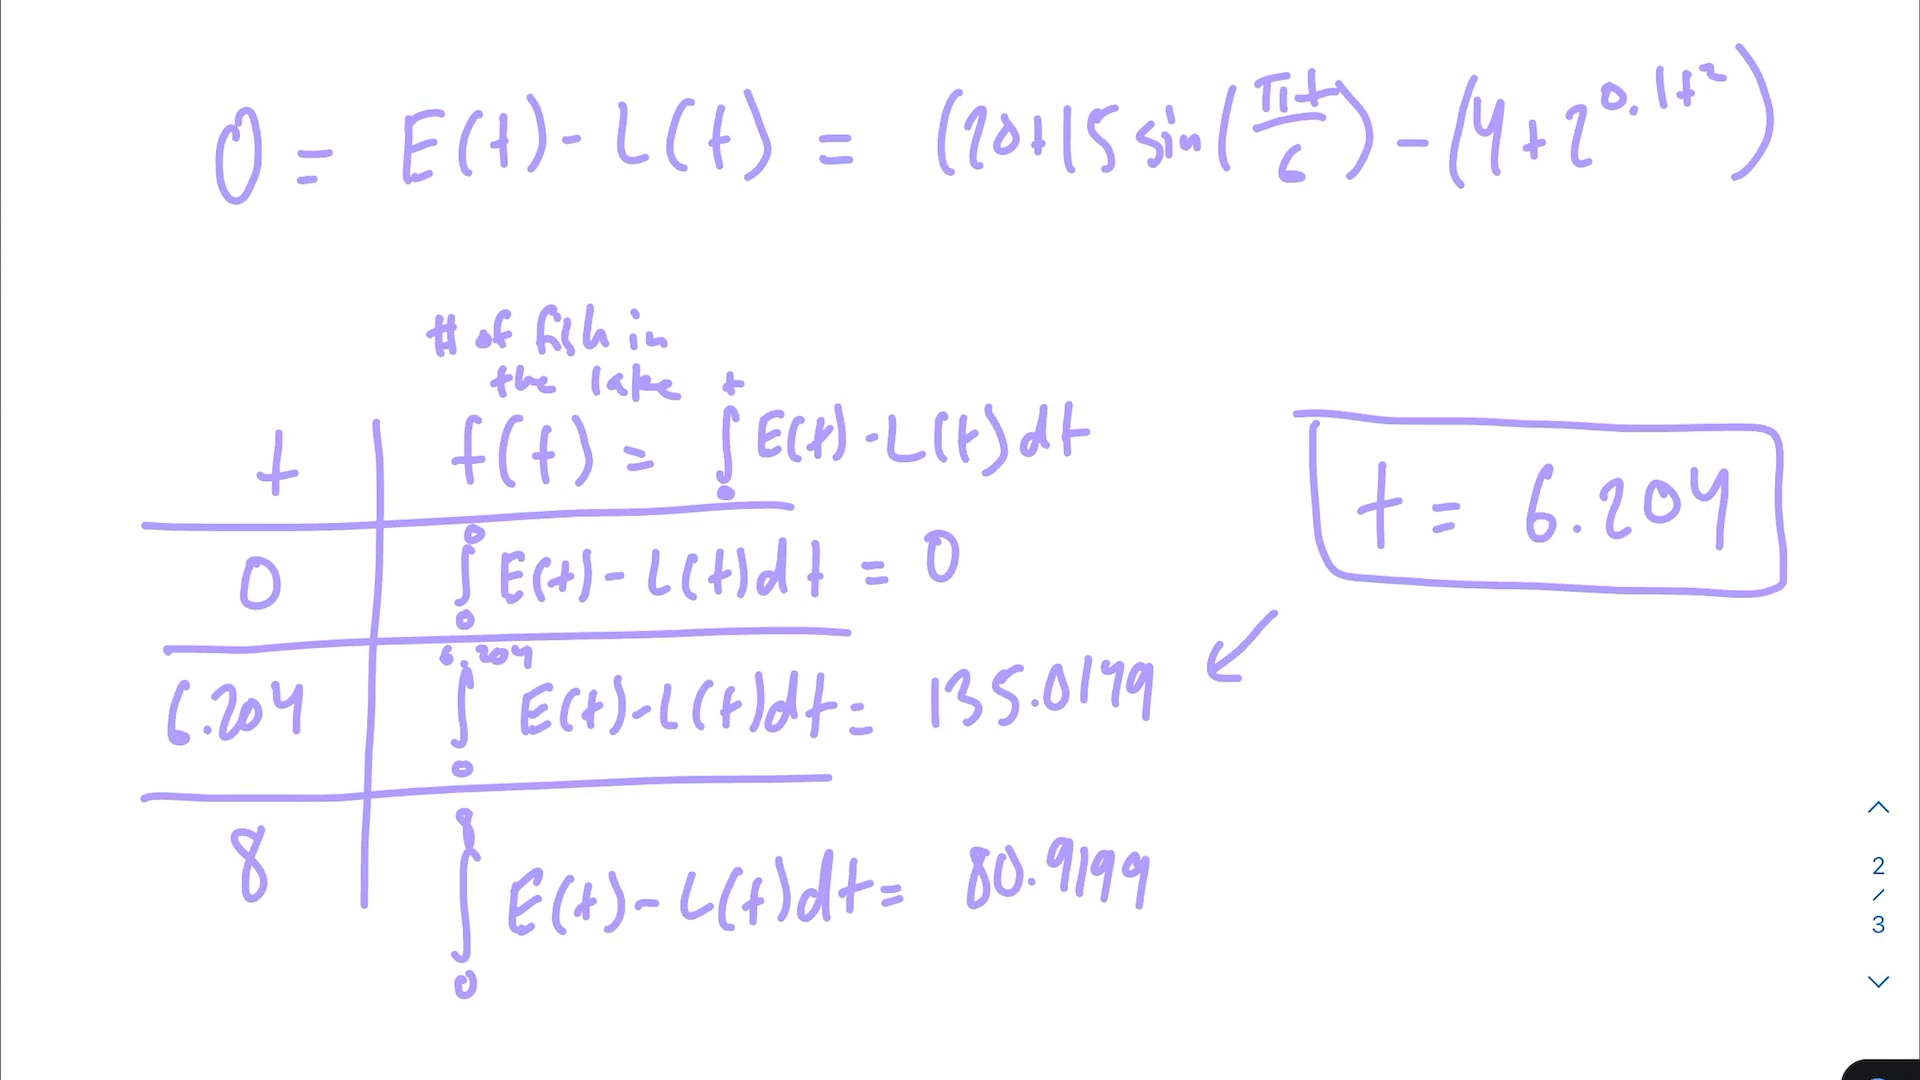 0 = E(t) - L(t) = (20+15 sin(πt/6)) - (4+2^0.1t²)
# of fish in
the lake
t f(t) = ∫₀ᵗ E(t) - L(t) dt
t = 6.204
0 ∫₀⁰ E(t) - L(t) dt = 0
6.204 ∫₀^6.204 E(t) - L(t) dt = 135.0149
8 ∫₀⁸ E(t) - L(t) dt = 80.9199
2
/
3